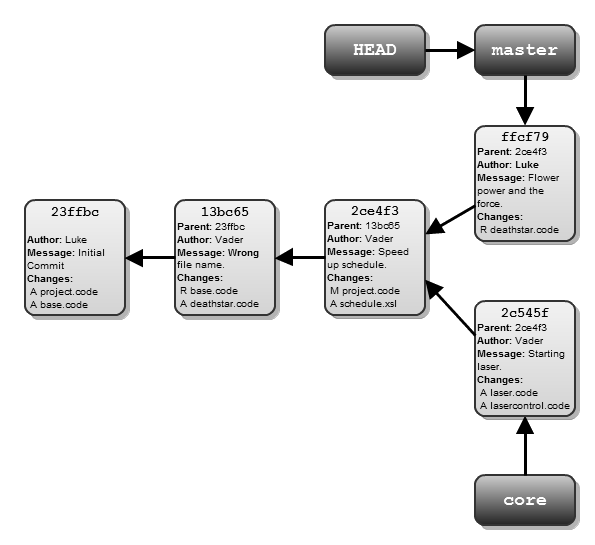 HEAD
master
ffcf79
Parent: 2ce4f3
Author: Luke
Message: Flower
power and the
force.
Changes:
R deathstar.code
23ffbc
Author: Luke
Message: Initial
Commit
Changes:
A project.code
A base.code
13bc65
Parent: 23ffbc
Author: Vader
Message: Wrong
file name.
Changes:
R base.code
A deathstar.code
2ce4f3
Parent: 13bc65
Author: Vader
Message: Speed
up schedule.
Changes:
M project.code
A schedule.xsl
2c545f
Parent: 2ce4f3
Author: Vader
Message: Starting
laser.
Changes:
A laser.code
A lasercontrol.code
core